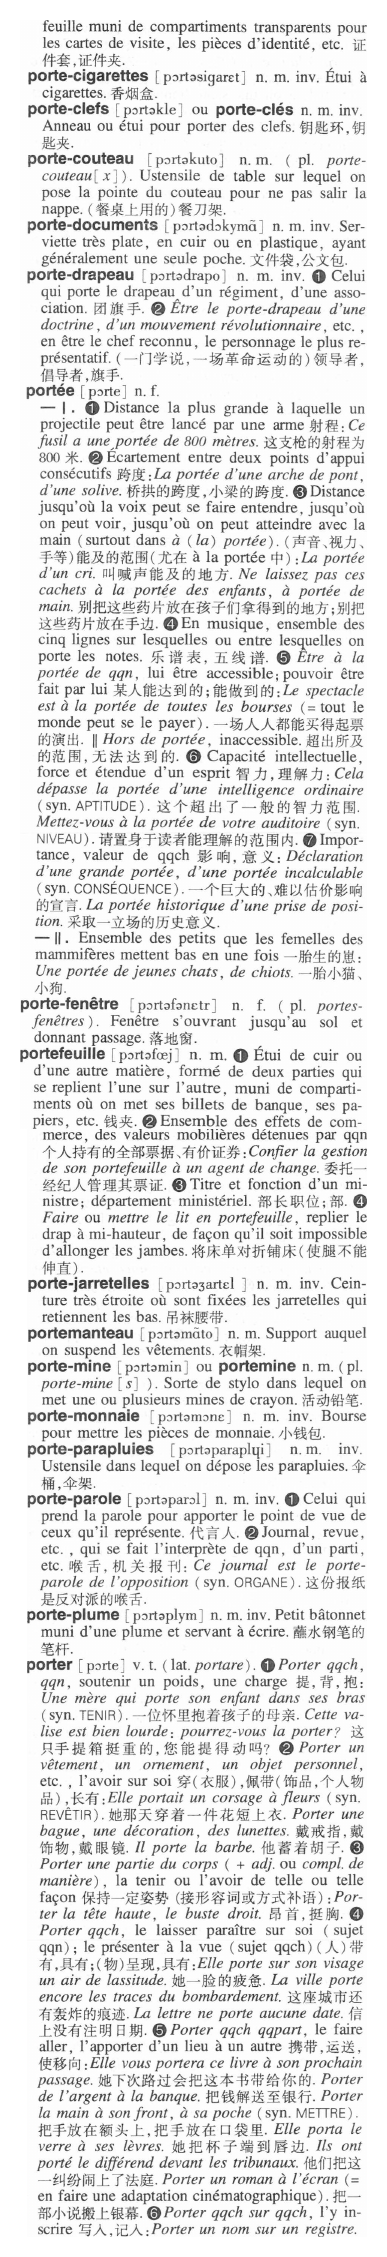 feuille muni de compartiments transparents pour
les cartes de visite, les pièces d'identité, etc. 证
件套,证件夹.
porte-cigarettes [pɔrtəsigarɛt] n. m. inv. Étui à
cigarettes. 香烟盒.
porte-clefs [pɔrtəkle] ou porte-clés n. m. inv.
Anneau ou étui pour porter des clefs. 钥匙环,钥
匙夹.
porte-couteau [pɔrtəkuto] n. m. ( pl. porte-
couteau[x]). Ustensile de table sur lequel on
pose la pointe du couteau pour ne pas salir la
nappe. (餐桌上用的)餐刀架.
porte-documents [pɔrtədɔkymɑ̃] n. m. inv. Ser-
viette très plate, en cuir ou en plastique, ayant
généralement une seule poche. 文件袋,公文包.
porte-drapeau [pɔrtədrapo] n. m. inv. ❶ Celui
qui porte le drapeau d'un régiment, d'une asso-
ciation. 团旗手. ❷ Être le porte-drapeau d'une
doctrine, d'un mouvement révolutionnaire, etc.,
en être le chef reconnu, le personnage le plus re-
présentatif. (一门学说,一场革命运动的)领导者,
倡导者,旗手.
portée [pɔrte] n. f.
— I. ❶ Distance la plus grande à laquelle un
projectile peut être lancé par une arme 射程:Ce
fusil a une portée de 800 mètres. 这支枪的射程为
800 米. ❷ Écartement entre deux points d'appui
consécutifs 跨度:La portée d'une arche de pont,
d'une solive. 桥拱的跨度,小梁的跨度. ❸ Distance
jusqu'où la voix peut se faire entendre, jusqu'où
on peut voir, jusqu'où on peut atteindre avec la
main (surtout dans à (la) portée). (声音、视力、
手等)能及的范围(尤在 à la portée 中):La portée
d'un cri. 叫喊声能及的地方. Ne laissez pas ces
cachets à la portée des enfants, à portée de
main. 别把这些药片放在孩子们拿得到的地方;别把
这些药片放在手边. ❹ En musique, ensemble des
cinq lignes sur lesquelles ou entre lesquelles on
porte les notes. 乐谱表, 五线谱. ❺ Être à la
portée de qqn, lui être accessible; pouvoir être
fait par lui 某人能达到的;能做到的:Le spectacle
est à la portée de toutes les bourses (= tout le
monde peut se le payer). 一场人人都能买得起票
的演出. ‖ Hors de portée, inaccessible. 超出所及
的范围,无法达到的. ❻ Capacité intellectuelle,
force et étendue d'un esprit 智力,理解力: Cela
dépasse la portée d'une intelligence ordinaire
(syn. APTITUDE). 这个超出了一般的智力范围.
Mettez-vous à la portée de votre auditoire (syn.
NIVEAU). 请置身于读者能理解的范围内. ❼ Impor-
tance, valeur de qqch 影响, 意义: Déclaration
d'une grande portée, d'une portée incalculable
(syn. CONSÉQUENCE). 一个巨大的、难以估价影响
的宣言. La portée historique d'une prise de posi-
tion. 采取一立场的历史意义.
— II. Ensemble des petits que les femelles des
mammifères mettent bas en une fois 一胎生的崽:
Une portée de jeunes chats, de chiots. 一胎小猫、
小狗.
porte-fenêtre [pɔrtəfənɛtr] n. f. ( pl. portes-
fenêtres). Fenêtre s'ouvrant jusqu'au sol et
donnant passage. 落地窗.
portefeuille [pɔrtəfœj] n. m. ❶ Étui de cuir ou
d'une autre matière, formé de deux parties qui
se replient l'une sur l'autre, muni de comparti-
ments où on met ses billets de banque, ses pa-
piers, etc. 钱夹. ❷ Ensemble des effets de com-
merce, des valeurs mobilières détenues par qqn
个人持有的全部票据、有价证券:Confier la gestion
de son portefeuille à un agent de change. 委托一
经纪人管理其票证. ❸ Titre et fonction d'un mi-
nistre; département ministériel. 部长职位;部. ❹
Faire ou mettre le lit en portefeuille, replier le
drap à mi-hauteur, de façon qu'il soit impossible
d'allonger les jambes. 将床单对折铺床(使腿不能
伸直).
porte-jarretelles [pɔrtəʒartɛl ] n. m. inv. Cein-
ture très étroite où sont fixées les jarretelles qui
retiennent les bas. 吊袜腰带.
portemanteau [pɔrtəmɑ̃to] n. m. Support auquel
on suspend les vêtements. 衣帽架.
porte-mine [pɔrtəmin] ou portemine n. m. ( pl.
porte-mine [s] ). Sorte de stylo dans lequel on
met une ou plusieurs mines de crayon. 活动铅笔.
porte-monnaie [pɔrtəmɔnɛ] n. m. inv. Bourse
pour mettre les pièces de monnaie. 小钱包.
porte-parapluies [pɔrtəparaplɥi] n. m. inv.
Ustensile dans lequel on dépose les parapluies. 伞
桶,伞架.
porte-parole [pɔrtəparɔl] n. m. inv. ❶ Celui qui
prend la parole pour apporter le point de vue de
ceux qu'il représente. 代言人. ❷ Journal, revue,
etc., qui se fait l'interprète de qqn, d'un parti,
etc. 喉舌, 机关报刊: Ce journal est le porte-
parole de l'opposition (syn. ORGANE). 这份报纸
是反对派的喉舌.
porte-plume [pɔrtəplym] n. m. inv. Petit bâtonnet
muni d'une plume et servant à écrire. 蘸水钢笔的
笔杆.
porter [pɔrte] v. t. (lat. portare). ❶ Porter qqch,
qqn, soutenir un poids, une charge 提,背,抱:
Une mère qui porte son enfant dans ses bras
(syn. TENIR). 一位怀里抱着孩子的母亲. Cette va-
lise est bien lourde: pourrez-vous la porter? 这
只手提箱挺重的,您能提得动吗? ❷ Porter un
vêtement, un ornement, un objet personnel,
etc., l'avoir sur soi 穿(衣服),佩带(饰品,个人物
品),长有:Elle portait un corsage à fleurs (syn.
REVÊTIR). 她那天穿着一件花短上衣. Porter une
bague, une décoration, des lunettes. 戴戒指,戴
饰物,戴眼镜. Il porte la barbe. 他蓄着胡子. ❸
Porter une partie du corps ( + adj. ou compl. de
manière), la tenir ou l'avoir de telle ou telle
façon 保持一定姿势 (接形容词或方式补语):Por-
ter la tête haute, le buste droit. 昂首,挺胸. ❹
Porter qqch, le laisser paraître sur soi ( sujet
qqn); le présenter à la vue (sujet qqch)(人)带
有,具有;(物)呈现,具有:Elle porte sur son visage
un air de lassitude. 她一脸的疲惫. La ville porte
encore les traces du bombardement. 这座城市还
有轰炸的痕迹. La lettre ne porte aucune date. 信
上没有注明日期. ❺ Porter qqch qqpart, le faire
aller, l'apporter d'un lieu à un autre 携带,运送,
使移向:Elle vous portera ce livre à son prochain
passage. 她下次路过会把这本书带给你的. Porter
de l'argent à la banque. 把钱解送至银行. Porter
la main à son front, à sa poche (syn. METTRE).
把手放在额头上,把手放在口袋里. Elle porta le
verre à ses lèvres. 她把杯子端到唇边. Ils ont
porté le différend devant les tribunaux. 他们把这
一纠纷闹上了法庭. Porter un roman à l'écran (=
en faire une adaptation cinématographique). 把一
部小说搬上银幕. ❻ Porter qqch sur qqch, l'y in-
scrire 写入,记入:Porter un nom sur un registre.